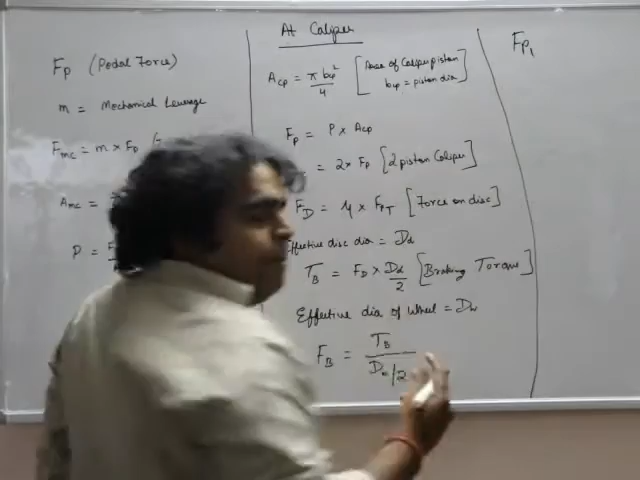 Fp (Pedal Force)
m = Mechanical Leverage
Fmc = m × Fp
Amc =
P =
At Caliper
Acp = π bcp² / 4 [Area of Caliper piston
bcp = piston dia]
Fp = P × Acp
= 2 × Fp [2 piston Caliper]
FD = μ × FPT [Force on disc]
Effective disc dia = Dd
TB = FD × Dd/2 [Braking Torque]
Effective dia of Wheel = Dw
FB = TB / Dw/2
Fp1